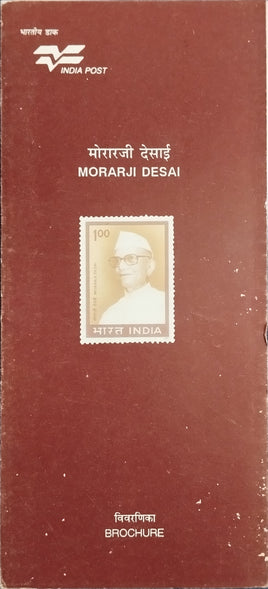 भारतीय डाक
INDIA POST
मोरारजी देसाई
MORARJI DESAI
1.00
भारत INDIA
विवरणिका
BROCHURE